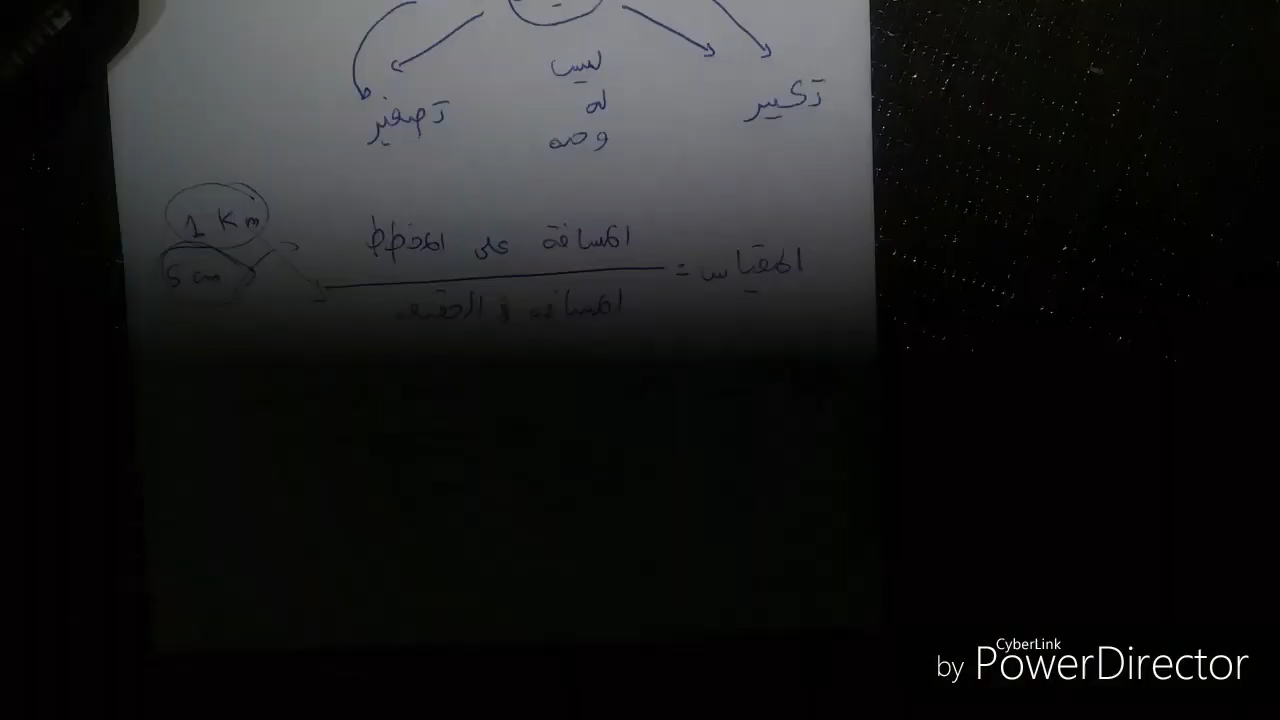 تكبير
ليس
له
وحده
تصغير
المقياس = المسافة على المخطط
المسافة في الحقيقة
1 Km
5 cm
CyberLink
by PowerDirector